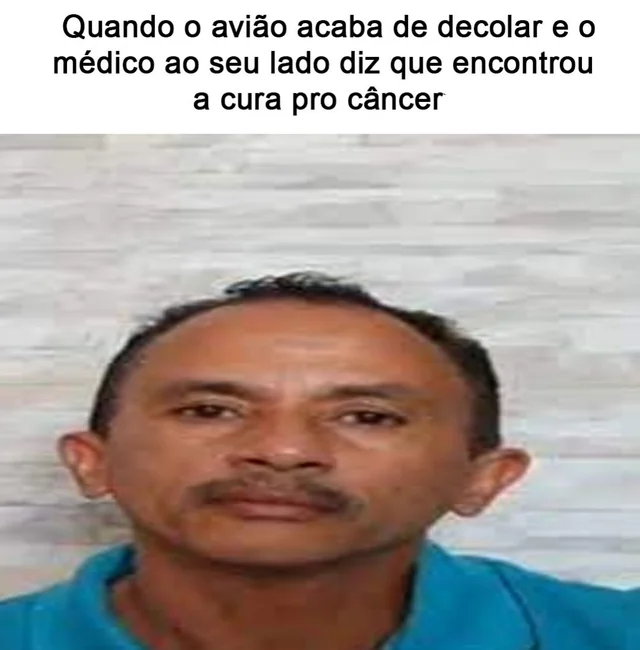 Quando o avião acaba de decolar e o
médico ao seu lado diz que encontrou
a cura pro câncer